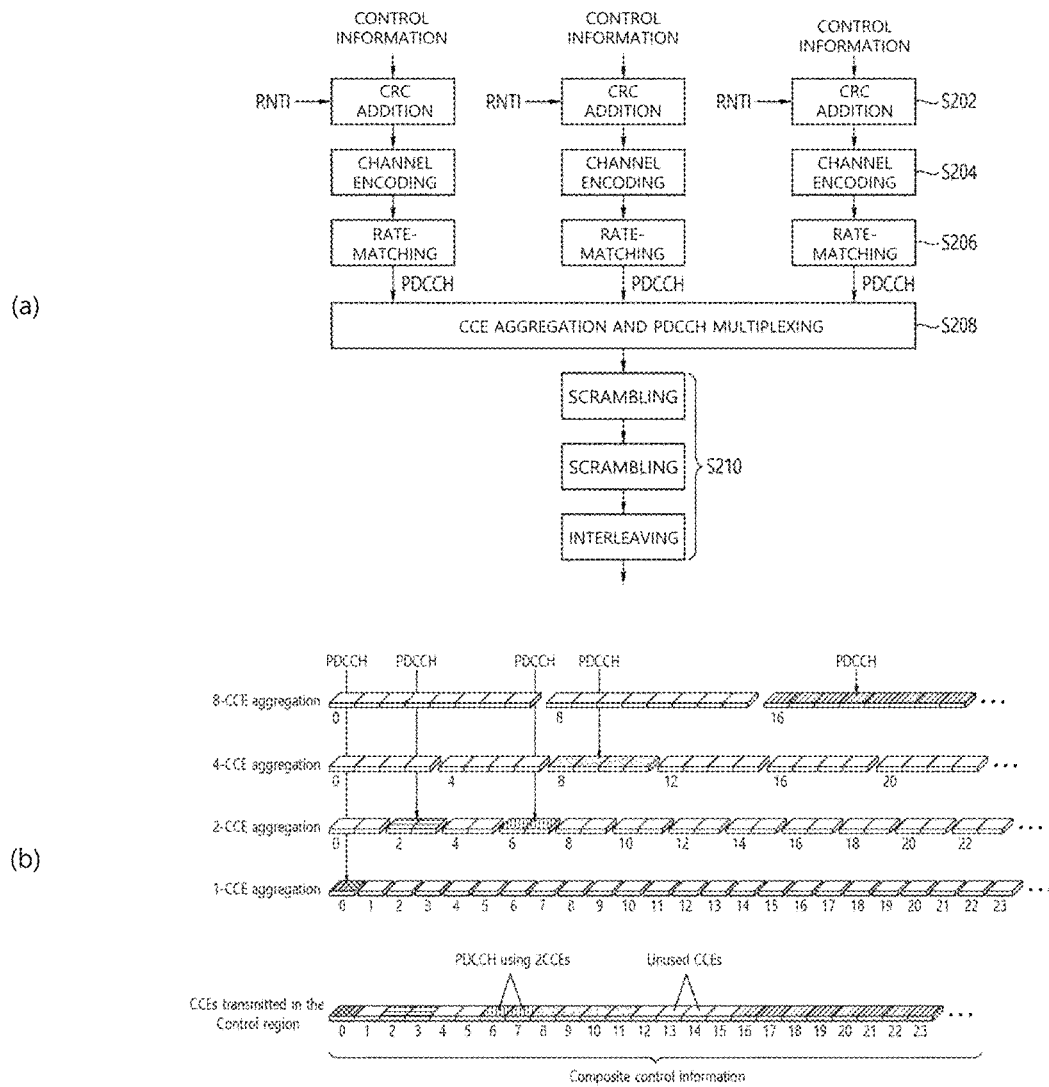 CONTROL INFORMATION
CONTROL INFORMATION
CONTROL INFORMATION
RNTI
CRC ADDITION
RNTI
CRC ADDITION
RNTI
CRC ADDITION
S202
CHANNEL ENCODING
CHANNEL ENCODING
CHANNEL ENCODING
S204
RATE-MATCHING
RATE-MATCHING
RATE-MATCHING
S206
PDCCH
PDCCH
PDCCH
(a)
CCE AGGREGATION AND PDCCH MULTIPLEXING
S208
SCRAMBLING
SCRAMBLING
S210
INTERLEAVING
PDCCH
PDCCH
PDCCH
PDCCH
PDCCH
8-CCE aggregation
...
0 8 16
4-CCE aggregation
...
0 4 8 12 16 20
2-CCE aggregation
...
0 2 4 6 8 10 12 14 16 18 20 22
(b)
1-CCE aggregation
...
0 1 2 3 4 5 6 7 8 9 10 11 12 13 14 15 16 17 18 19 20 21 22 23
PDCCH using 2CCEs
Unused CCEs
CCEs transmitted in the
Control region
...
0 1 2 3 4 5 6 7 8 9 10 11 12 13 14 15 16 17 18 19 20 21 22 23
Composite control information